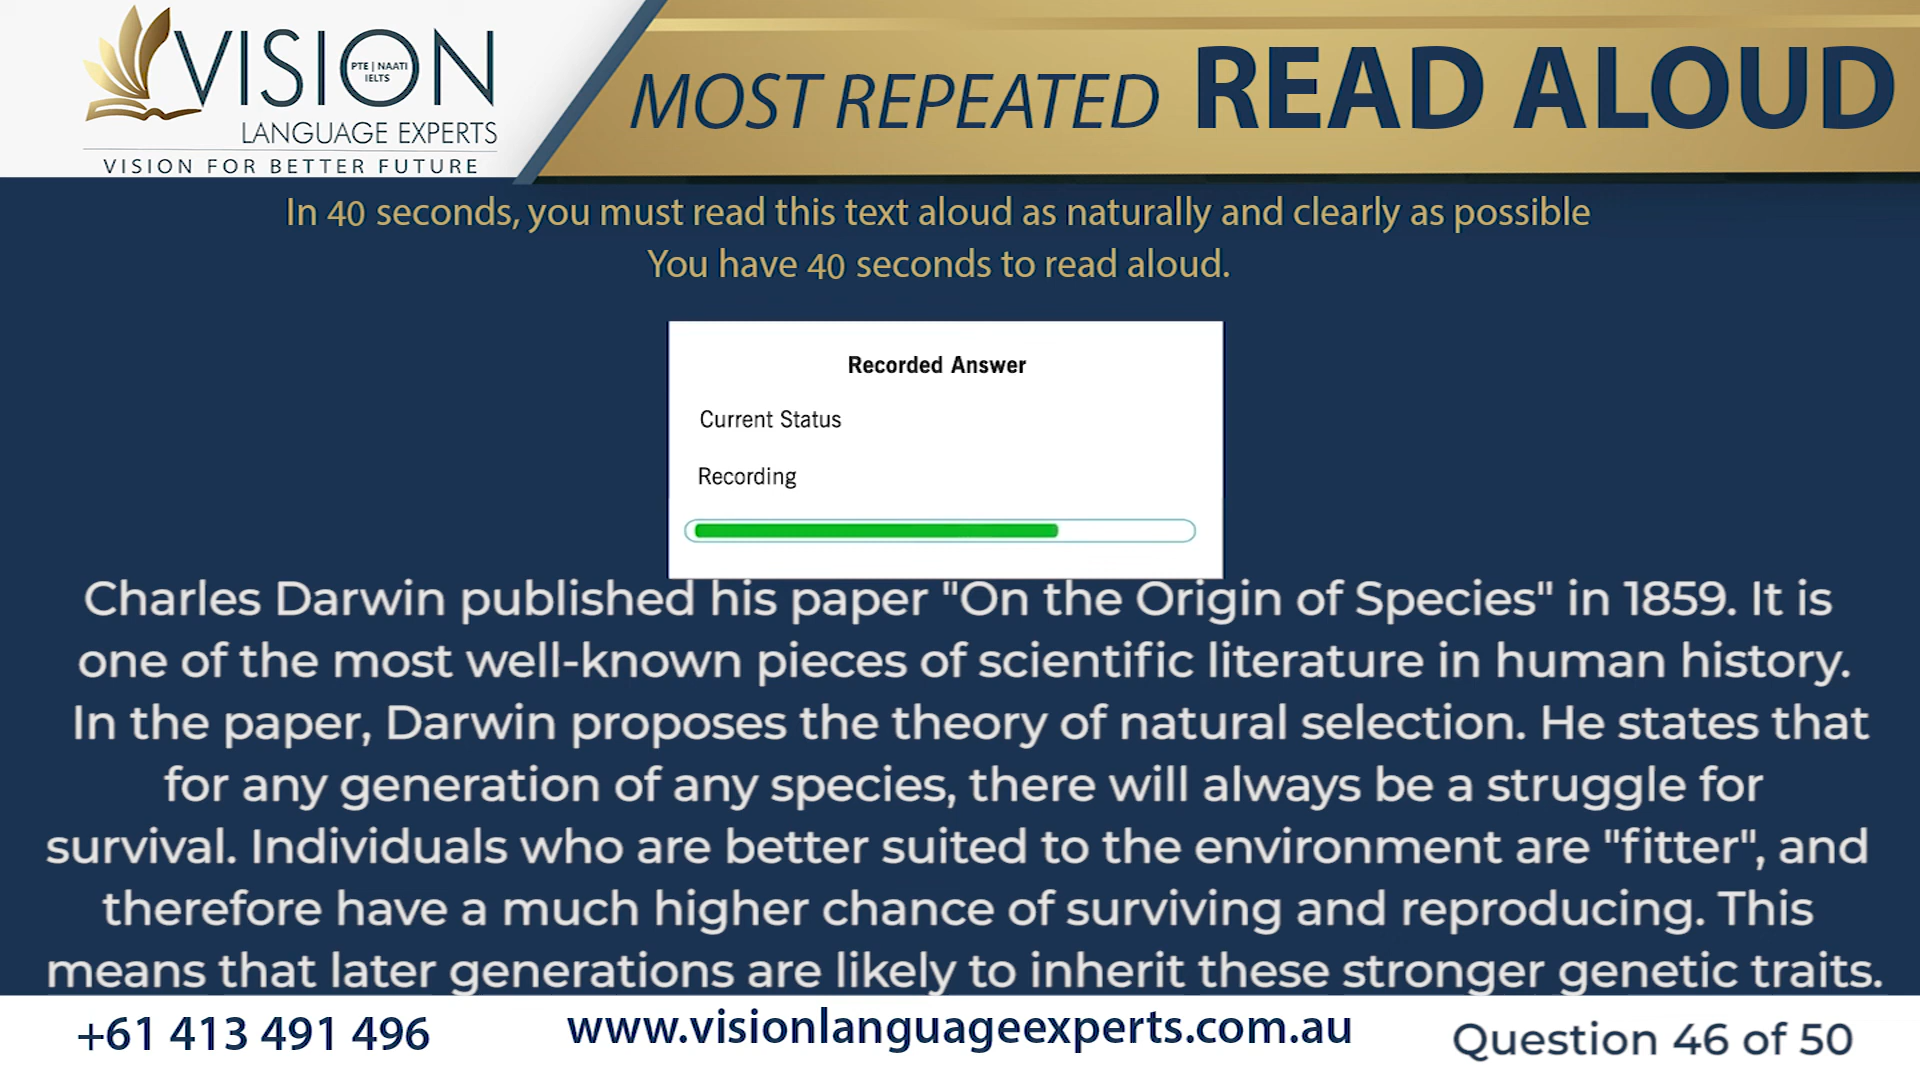 VISION
PTE | NAATI
IELTS
LANGUAGE EXPERTS
VISION FOR BETTER FUTURE
MOST REPEATED READ ALOUD
In 40 seconds, you must read this text aloud as naturally and clearly as possible
You have 40 seconds to read aloud.
Recorded Answer
Current Status
Recording
Charles Darwin published his paper "On the Origin of Species" in 1859. It is
one of the most well-known pieces of scientific literature in human history.
In the paper, Darwin proposes the theory of natural selection. He states that
for any generation of any species, there will always be a struggle for
survival. Individuals who are better suited to the environment are "fitter", and
therefore have a much higher chance of surviving and reproducing. This
means that later generations are likely to inherit these stronger genetic traits.
+61 413 491 496
www.visionlanguageexperts.com.au
Question 46 of 50